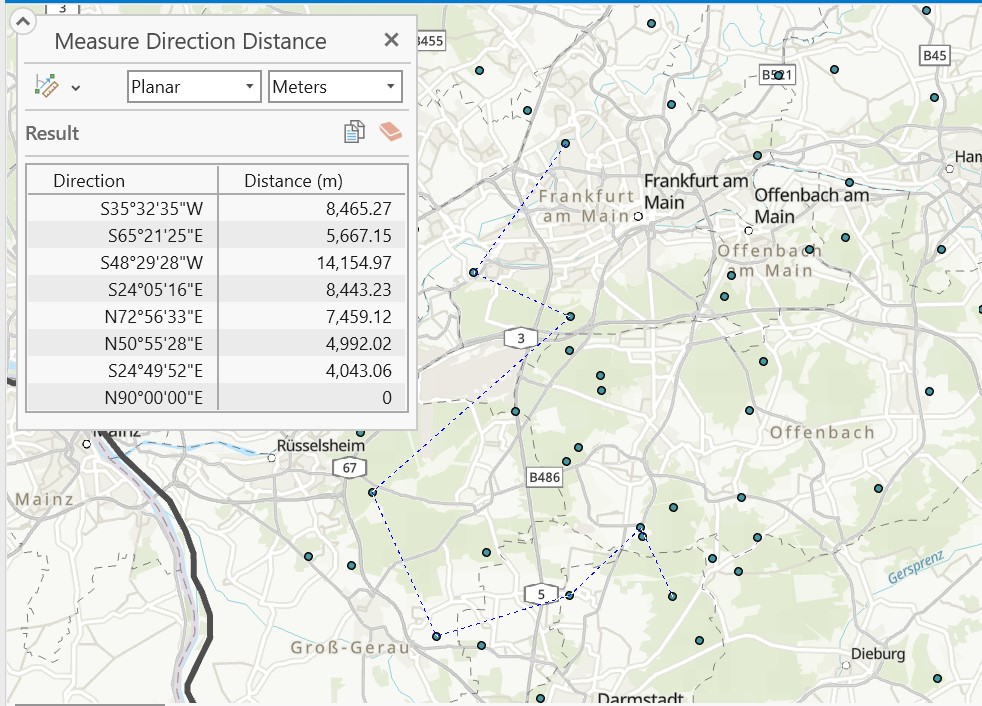 3
Measure Direction Distance
B455
Planar
Meters
Result
Direction Distance (m)
S35°32'35"W 8,465.27
S65°21'25"E 5,667.15
S48°29'28"W 14,154.97
S24°05'16"E 8,443.23
N72°56'33"E 7,459.12
N50°55'28"E 4,992.02
S24°49'52"E 4,043.06
N90°00'00"E 0
B45
B521
Ham
Frankfurt
am Main
Frankfurt am
Main
Offenbach am
Main
Offenbach
am Main
3
Mainz
Rüsselsheim
67
Offenbach
B486
Mainz
5
Gersprenz
Groß-Gerau
Dieburg
Darmstadt